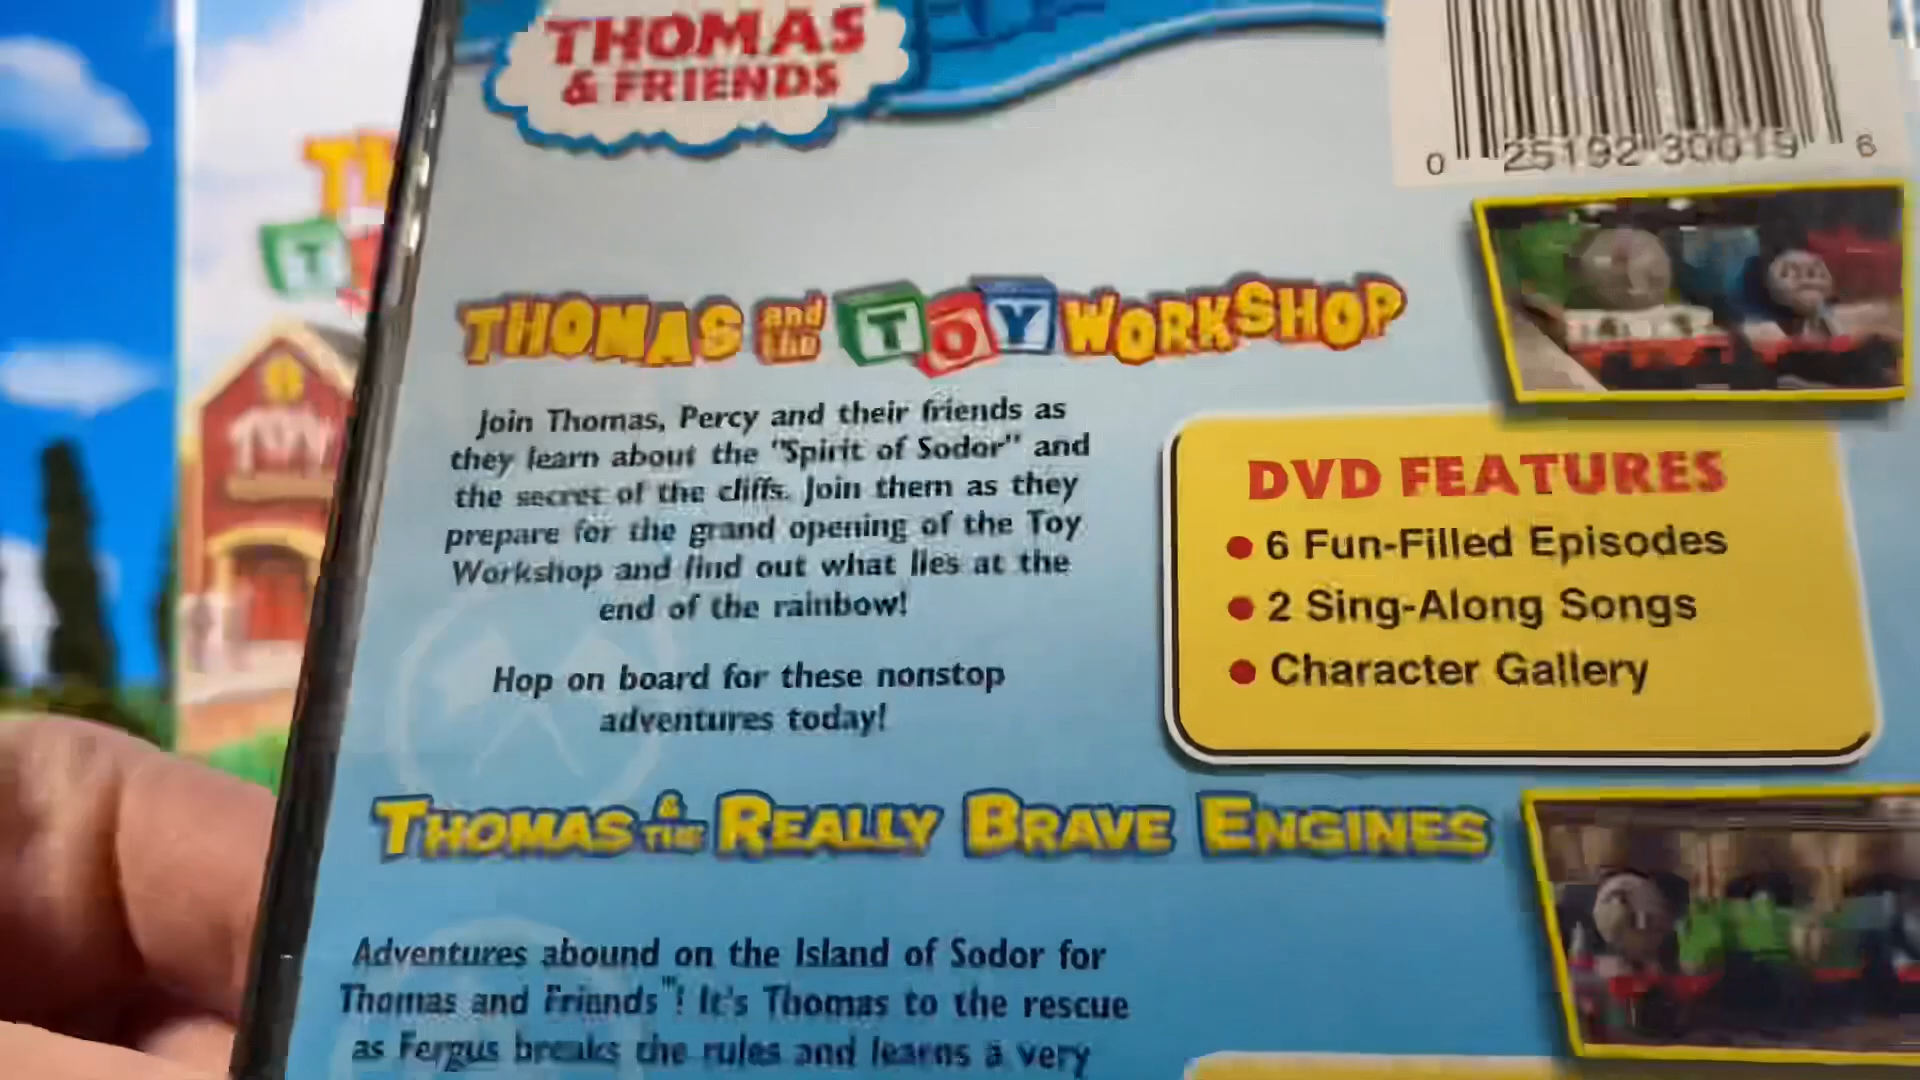 THOMAS
& FRIENDS
0 25192 30019 6
T
THOMAS and the TOY WORKSHOP
Join Thomas, Percy and their friends as
they learn about the "Spirit of Sodor" and
the secret of the cliffs. Join them as they
prepare for the grand opening of the Toy
Workshop and find out what lies at the
end of the rainbow!
Hop on board for these nonstop
adventures today!
DVD FEATURES
• 6 Fun-Filled Episodes
• 2 Sing-Along Songs
• Character Gallery
THOMAS & THE REALLY BRAVE ENGINES
Adventures abound on the Island of Sodor for
Thomas and Friends™! It's Thomas to the rescue
as Fergus breaks the rules and learns a very